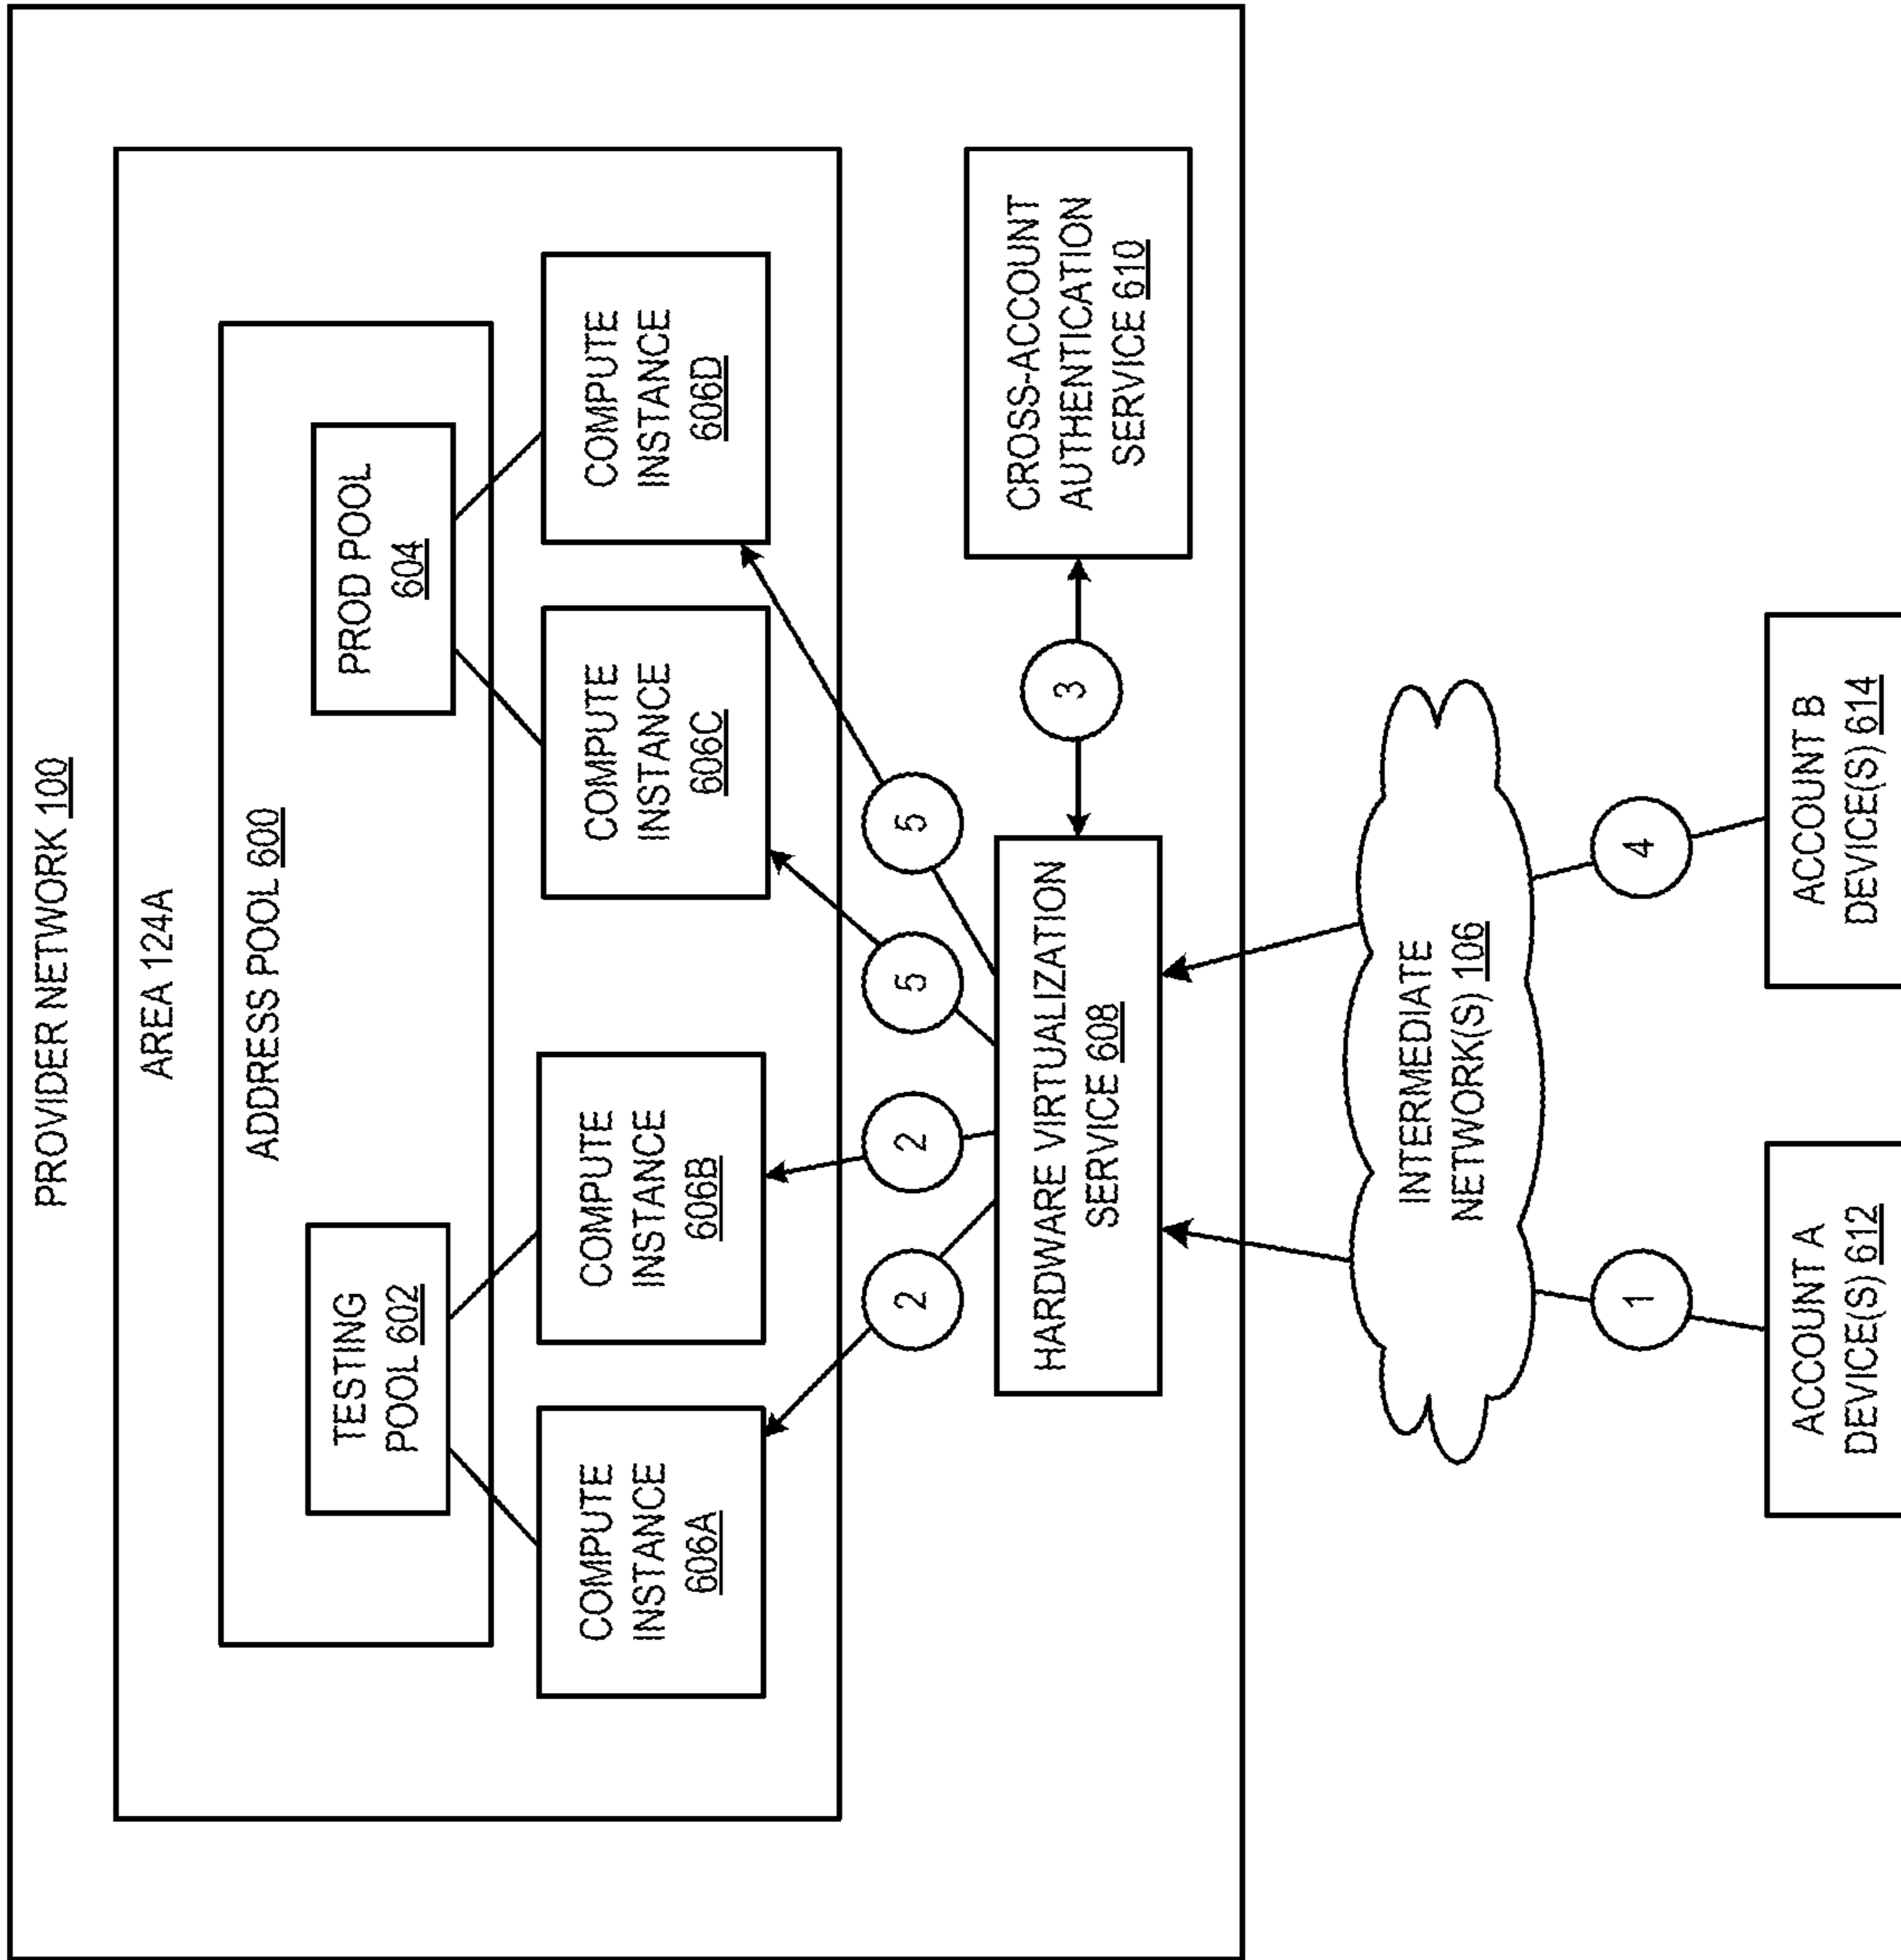 PROVIDER NETWORK 100
AREA 124A
ADDRESS POOL 600
TESTING
POOL 602
PROD POOL
604
COMPUTE
INSTANCE
606A
COMPUTE
INSTANCE
606B
COMPUTE
INSTANCE
606C
COMPUTE
INSTANCE
606D
2
2
5
5
HARDWARE VIRTUALIZATION
SERVICE 608
3
CROSS-ACCOUNT
AUTHENTICATION
SERVICE 610
INTERMEDIATE
NETWORK(S) 106
1
4
ACCOUNT A
DEVICE(S) 612
ACCOUNT B
DEVICE(S) 614